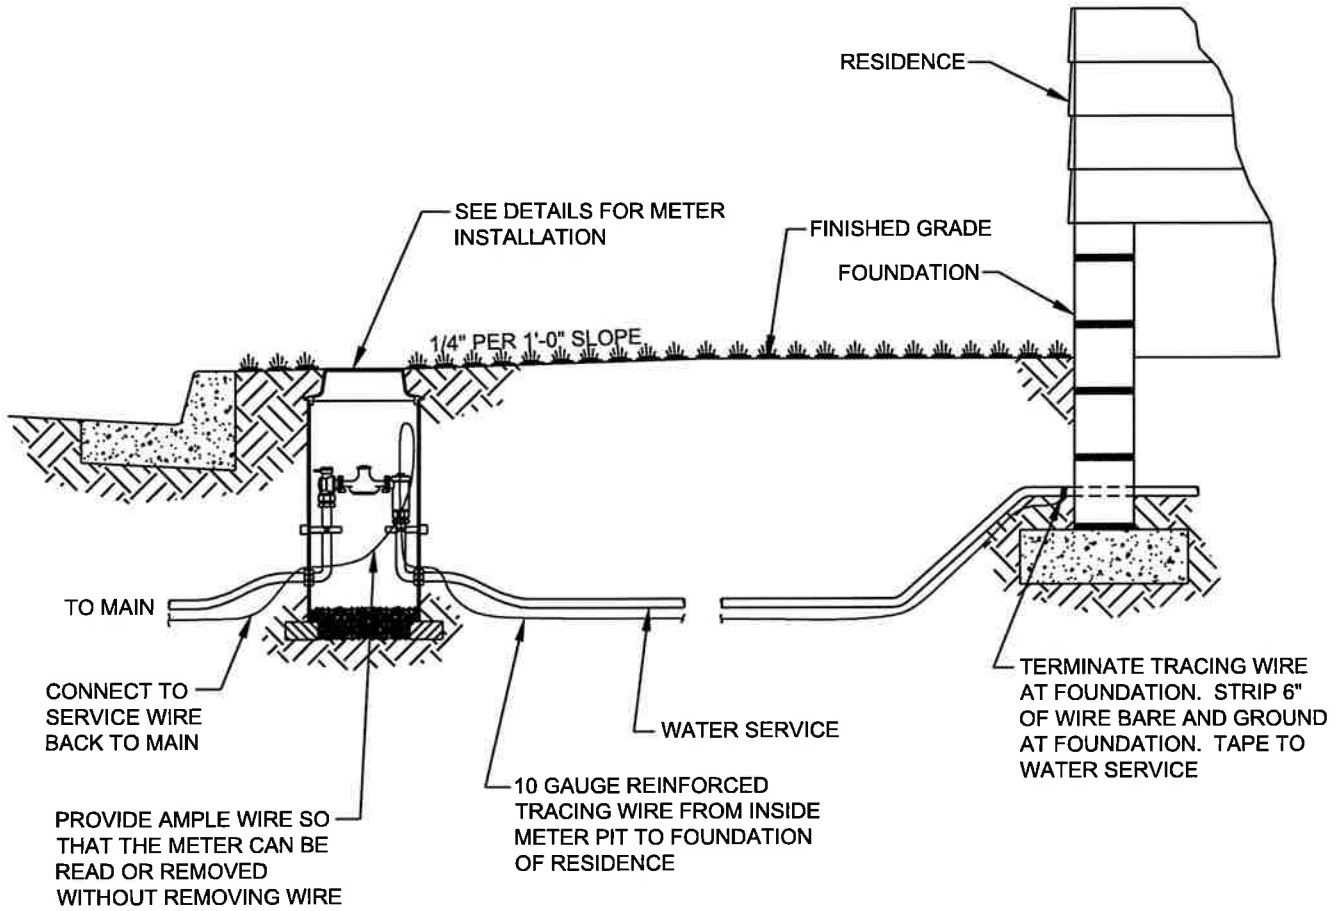 RESIDENCE
SEE DETAILS FOR METER
INSTALLATION
FINISHED GRADE
FOUNDATION
1/4" PER 1'-0" SLOPE
TO MAIN
CONNECT TO
SERVICE WIRE
BACK TO MAIN
WATER SERVICE
TERMINATE TRACING WIRE
AT FOUNDATION. STRIP 6"
OF WIRE BARE AND GROUND
AT FOUNDATION. TAPE TO
WATER SERVICE
10 GAUGE REINFORCED
TRACING WIRE FROM INSIDE
METER PIT TO FOUNDATION
OF RESIDENCE
PROVIDE AMPLE WIRE SO
THAT THE METER CAN BE
READ OR REMOVED
WITHOUT REMOVING WIRE